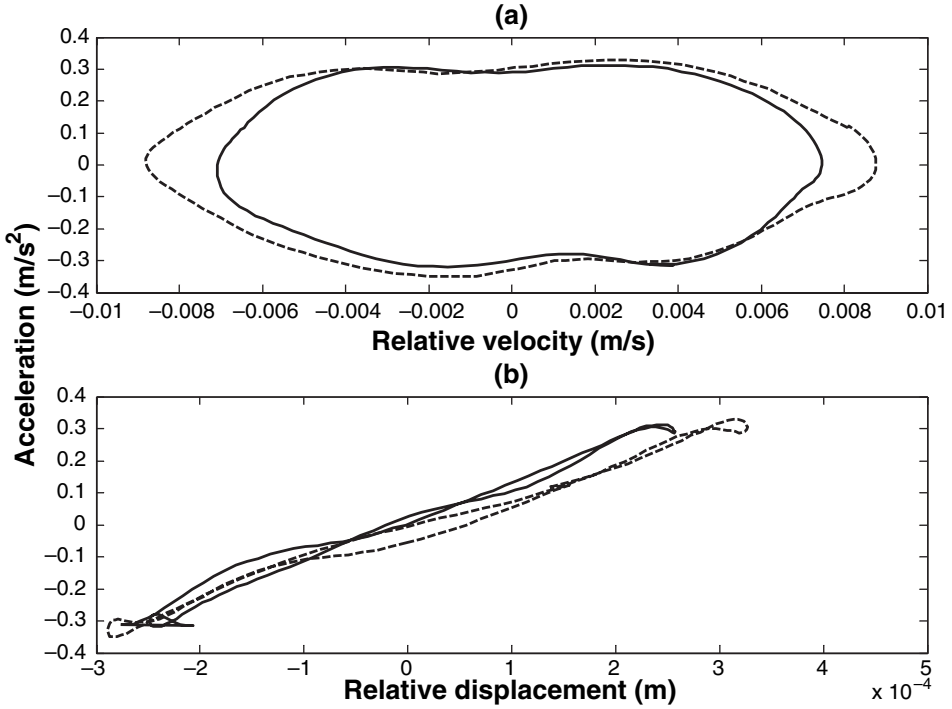 (a)
0.4
0.3
0.2
0.1
0
–0.1
–0.2
–0.3
–0.4
–0.01 –0.008 –0.006 –0.004 –0.002 0 0.002 0.004 0.006 0.008 0.01
Relative velocity (m/s)
Acceleration (m/s²)
(b)
0.4
0.3
0.2
0.1
0
–0.1
–0.2
–0.3
–0.4
–3 –2 –1 0 1 2 3 4 5
Relative displacement (m)
x 10⁻⁴